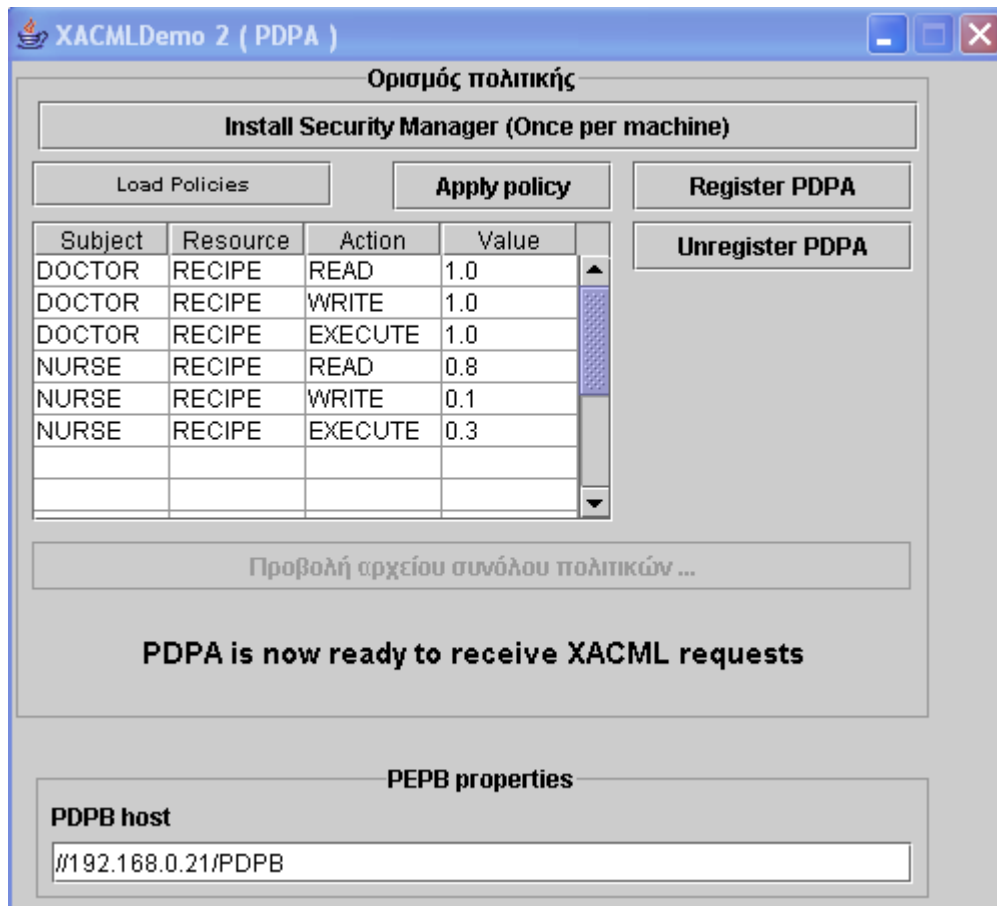 XACMLDemo 2 ( PDPA )
Ορισμός πολιτικής
Install Security Manager (Once per machine)
Load Policies Apply policy Register PDPA
Unregister PDPA
Subject Resource Action Value
DOCTOR RECIPE READ 1.0
DOCTOR RECIPE WRITE 1.0
DOCTOR RECIPE EXECUTE 1.0
NURSE RECIPE READ 0.8
NURSE RECIPE WRITE 0.1
NURSE RECIPE EXECUTE 0.3
Προβολή αρχείου συνόλου πολιτικών ...
PDPA is now ready to receive XACML requests
PEPB properties
PDPB host
//192.168.0.21/PDPB